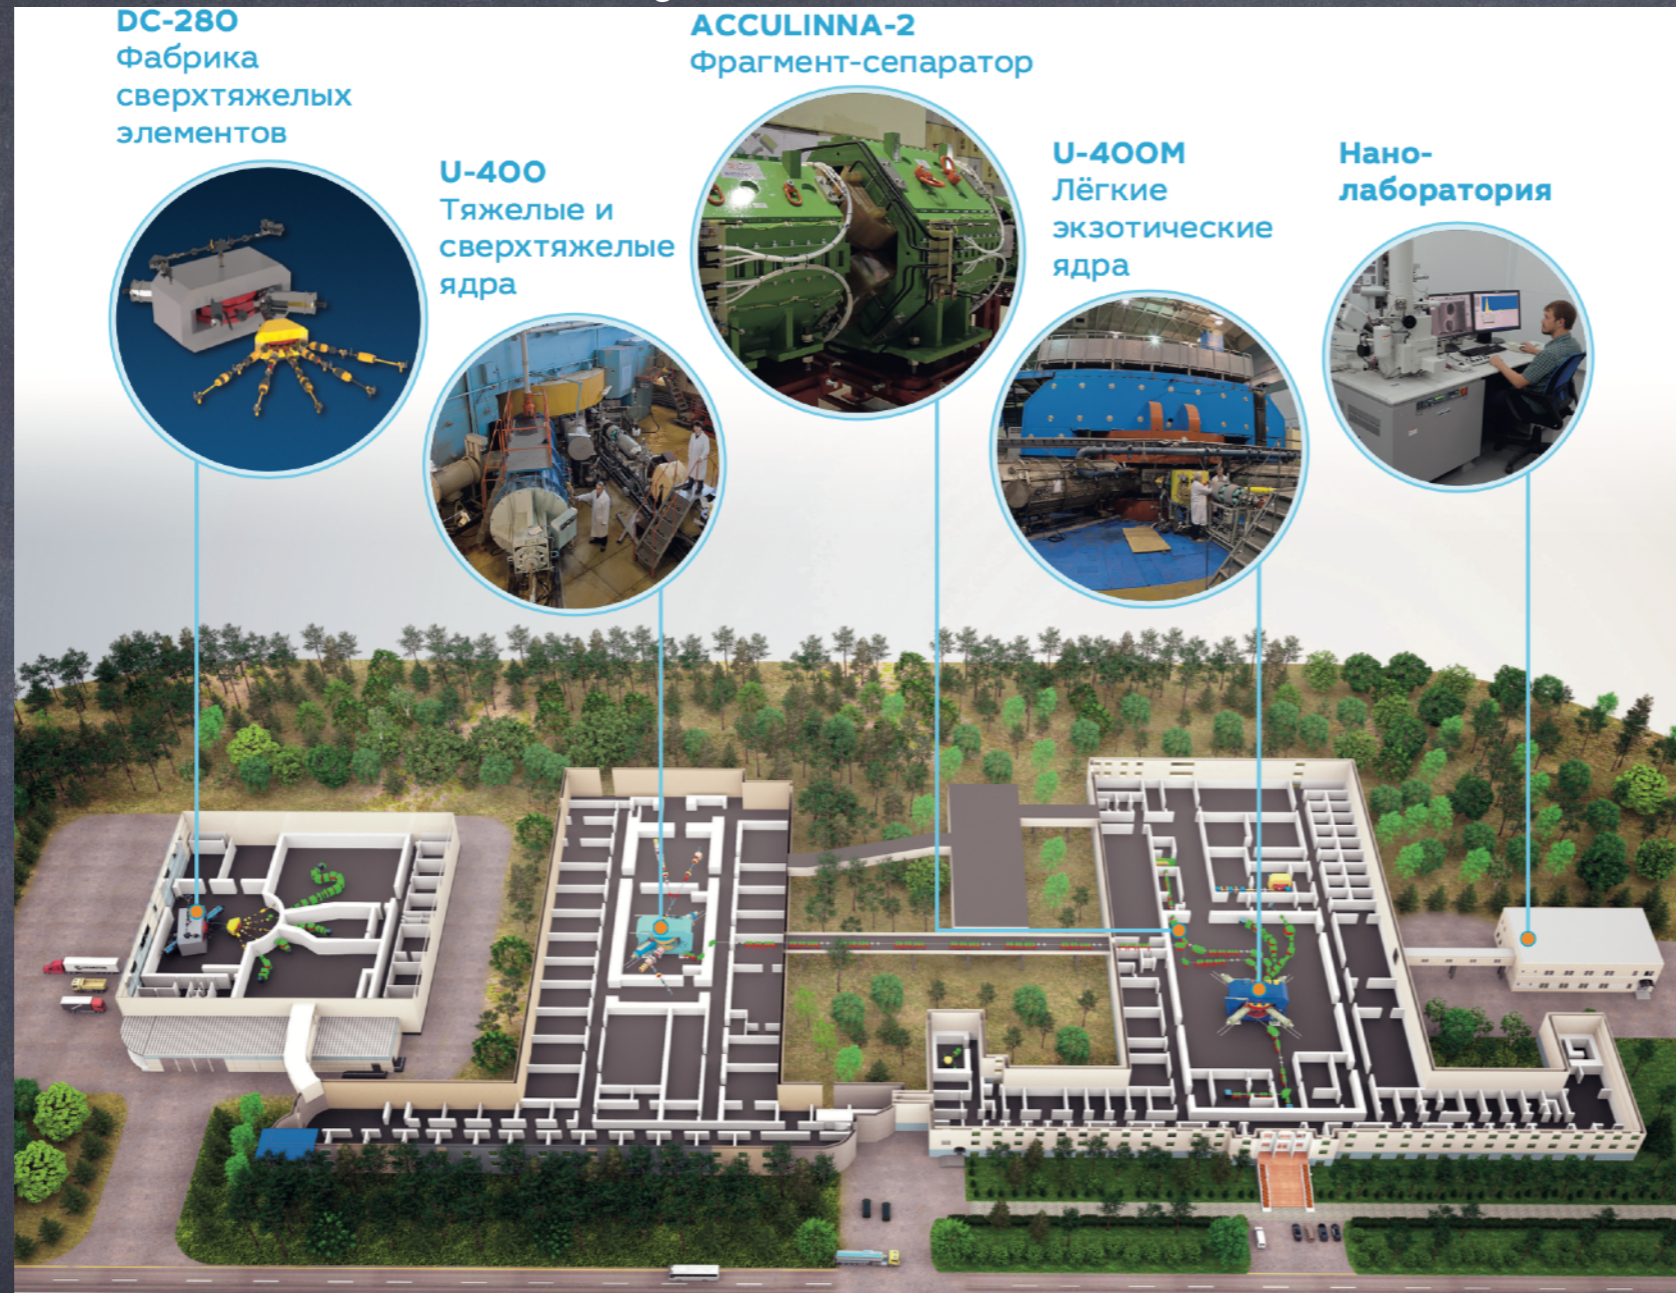 DC-280
Фабрика
сверхтяжелых
элементов
U-400
Тяжелые и
сверхтяжелые
ядра
ACCULINNA-2
Фрагмент-сепаратор
U-400M
Лёгкие
экзотические
ядра
Нано-
лаборатория